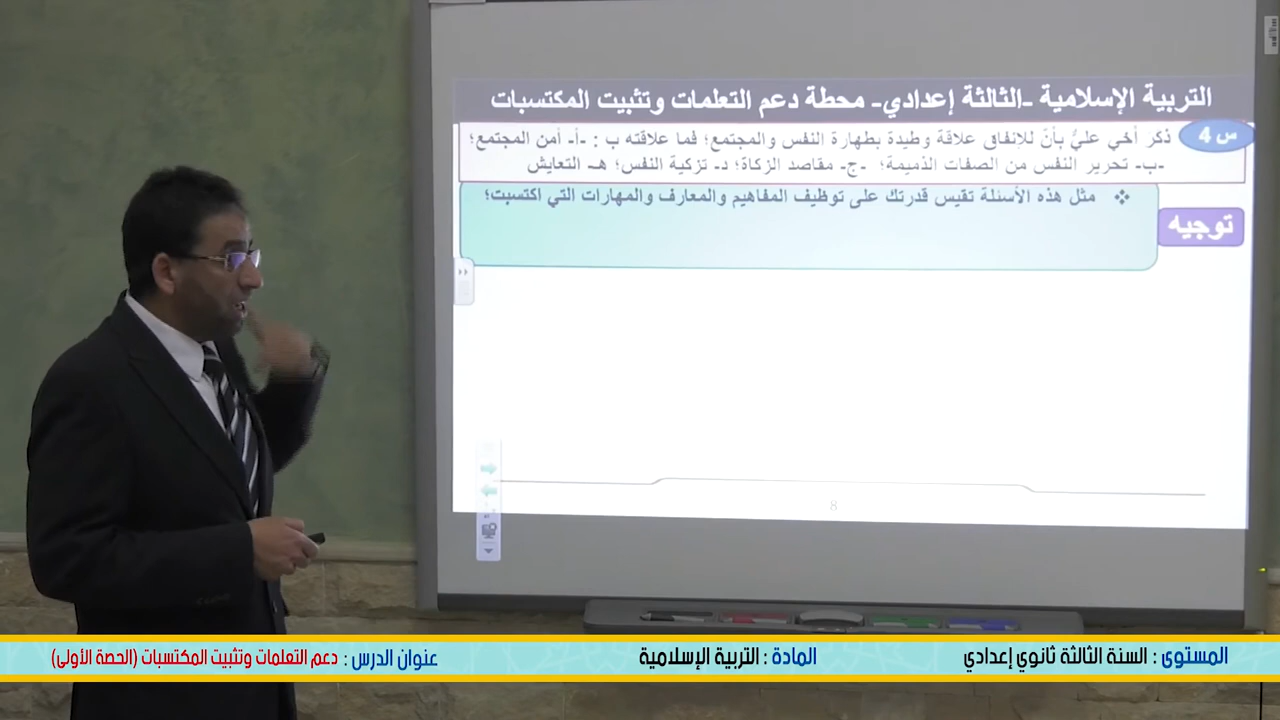 التربية الإسلامية -الثالثة إعدادي- محطة دعم التعلمات وتثبيت المكتسبات
س 4
ذكر أخي عليُّ بأنّ للانفاق علاقة وطيدة بطهارة النفس والمجتمع؛ فما علاقته ب : -أ- أمن المجتمع؛
-ب- تحرير النفس من الصفات الذميمة؛ -ج- مقاصد الزكاة؛ د- تزكية النفس؛ هـ- التعايش
❖ مثل هذه الأسئلة تقيس قدرتك على توظيف المفاهيم والمعارف والمهارات التي اكتسبت؛
توجيه
8
المستوى : السنة الثالثة ثانوي إعدادي
المادة : التربية الإسلامية
عنوان الدرس : دعم التعلمات وتثبيت المكتسبات (الحصة الأولى)